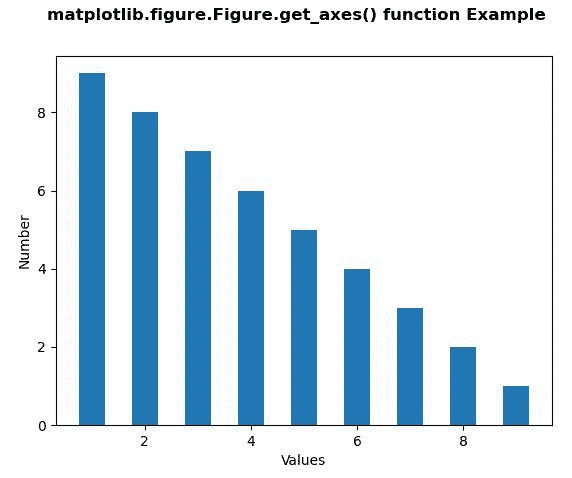 matplotlib.figure.Figure.get_axes() function Example
8
6
4
2
0
Number
2 4 6 8
Values